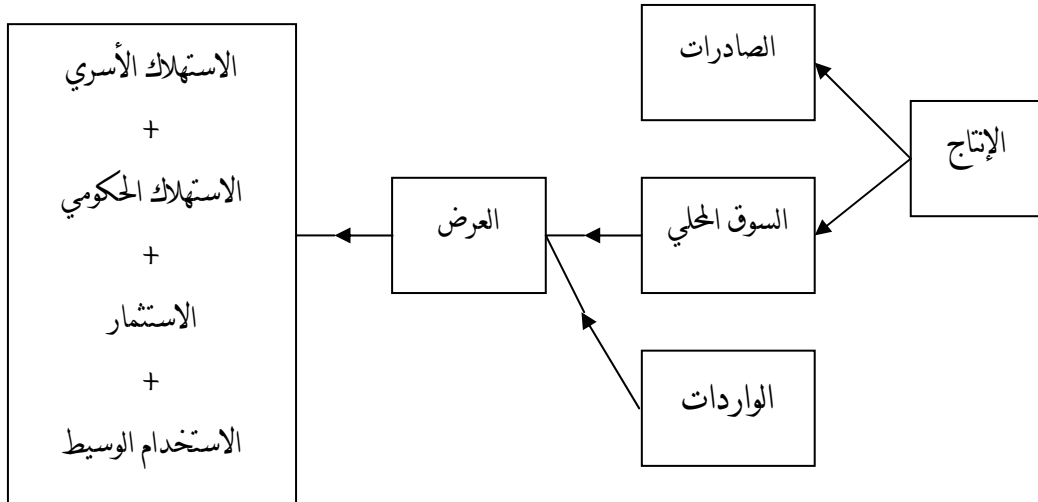 الإنتاج
الصادرات
السوق المحلي
الواردات
العرض
الاستهلاك الأسري
+
الاستهلاك الحكومي
+
الاستثمار
+
الاستخدام الوسيط